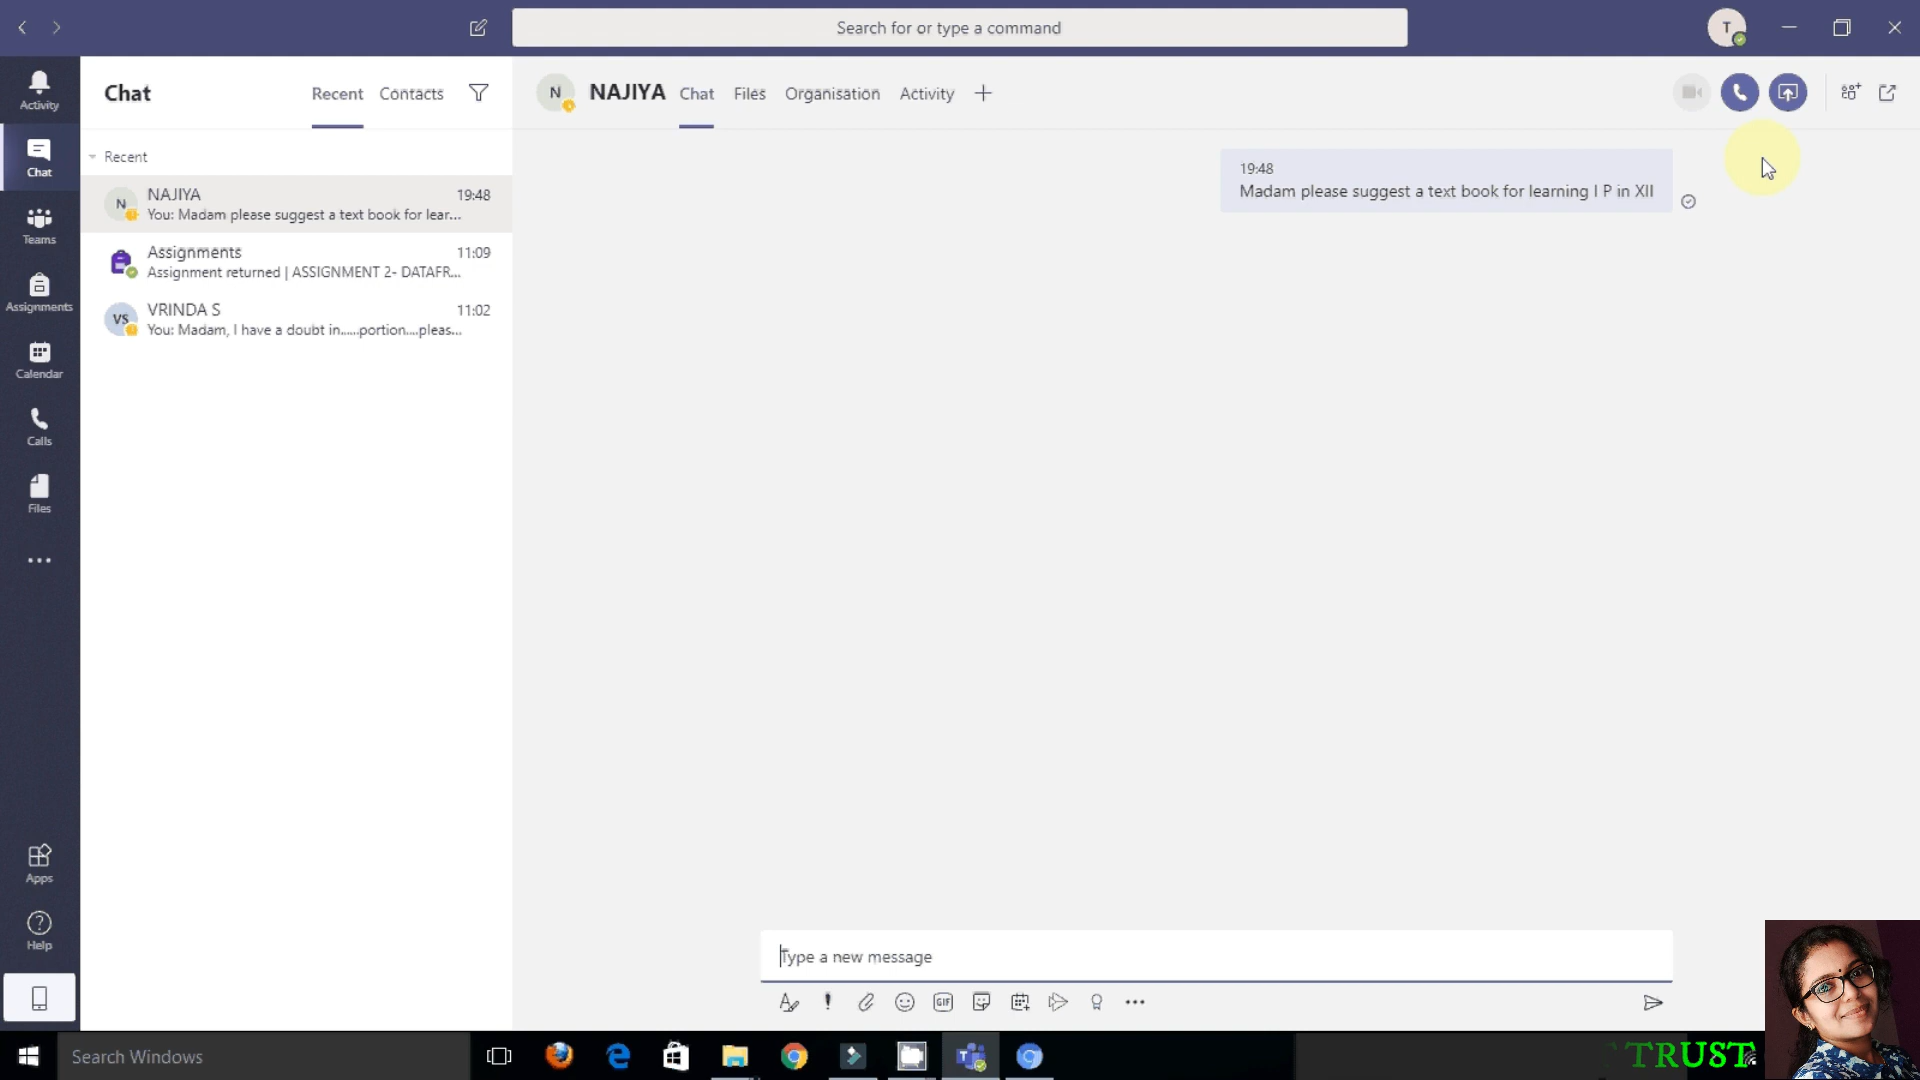 Search for or type a command
T
Activity
Chat
Teams
Assignments
Calendar
Calls
Files
Apps
Help
Chat
Recent
Contacts
Recent
N
NAJIYA
19:48
You: Madam please suggest a text book for lear...
Assignments
11:09
Assignment returned | ASSIGNMENT 2- DATAFR...
VS
VRINDA S
11:02
You: Madam, I have a doubt in......portion....pleas...
N
NAJIYA
Chat
Files
Organisation
Activity
19:48
Madam please suggest a text book for learning I P in XII
Type a new message
GIF
Search Windows
TRUST